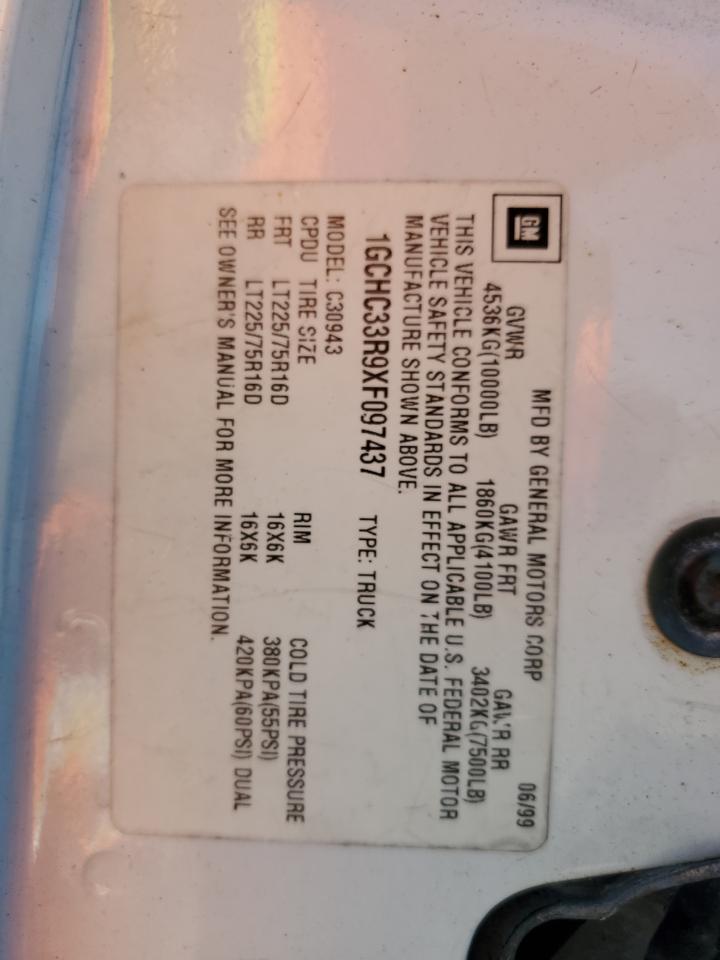 GM
MFD BY GENERAL MOTORS CORP 06/99
GVWR GAWR FRT GAWR RR
4536KG(10000LB) 1860KG(4100LB) 3402KG(7500LB)
THIS VEHICLE CONFORMS TO ALL APPLICABLE U.S. FEDERAL MOTOR
VEHICLE SAFETY STANDARDS IN EFFECT ON THE DATE OF
MANUFACTURE SHOWN ABOVE.
1GCHC33R9XF097437 TYPE: TRUCK
MODEL: C30943
CPDU TIRE SIZE RIM COLD TIRE PRESSURE
FRT LT225/75R16D 16X6K 380KPA(55PSI)
RR LT225/75R16D 16X6K 420KPA(60PSI) DUAL
SEE OWNER'S MANUAL FOR MORE INFORMATION.